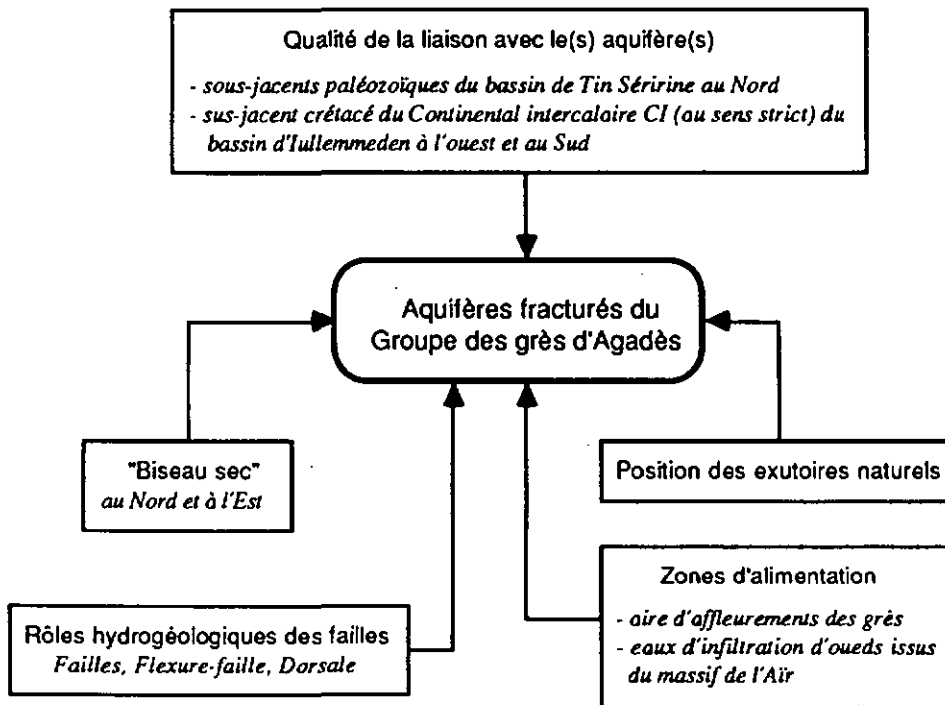 Qualité de la liaison avec le(s) aquifère(s)
- sous-jacents paléozoïques du bassin de Tin Séririne au Nord
- sus-jacent crétacé du Continental intercalaire CI (au sens strict) du
bassin d'Iullemmeden à l'ouest et au Sud
Aquifères fracturés du
Groupe des grès d'Agadès
"Biseau sec"
au Nord et à l'Est
Position des exutoires naturels
Rôles hydrogéologiques des failles
Failles, Flexure-faille, Dorsale
Zones d'alimentation
- aire d'affleurements des grès
- eaux d'infiltration d'oueds issus
du massif de l'Aïr